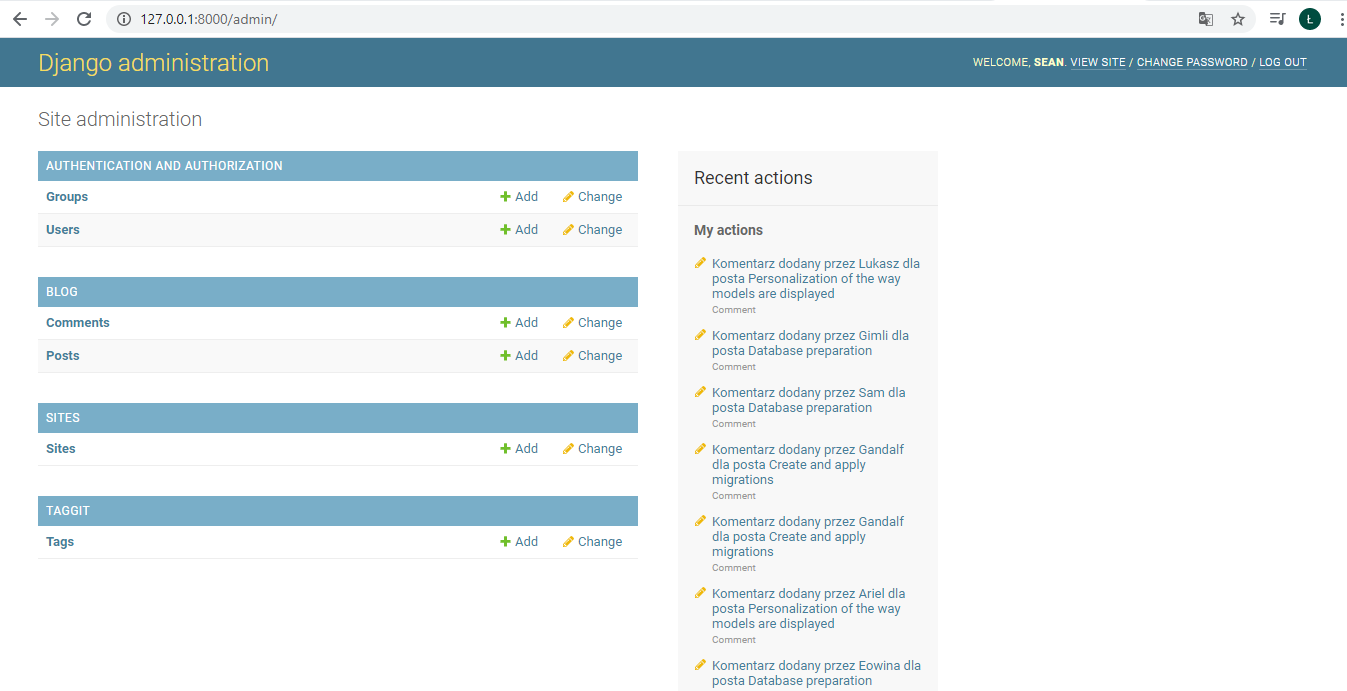 127.0.0.1:8000/admin/
Ł
Django administration
WELCOME, SEAN. VIEW SITE / CHANGE PASSWORD / LOG OUT
Site administration
AUTHENTICATION AND AUTHORIZATION
Groups Add Change
Users Add Change
BLOG
Comments Add Change
Posts Add Change
SITES
Sites Add Change
TAGGIT
Tags Add Change
Recent actions
My actions
Komentarz dodany przez Lukasz dla
posta Personalization of the way
models are displayed
Comment
Komentarz dodany przez Gimli dla
posta Database preparation
Comment
Komentarz dodany przez Sam dla
posta Database preparation
Comment
Komentarz dodany przez Gandalf
dla posta Create and apply
migrations
Comment
Komentarz dodany przez Gandalf
dla posta Create and apply
migrations
Comment
Komentarz dodany przez Ariel dla
posta Personalization of the way
models are displayed
Comment
Komentarz dodany przez Eowina dla
posta Database preparation